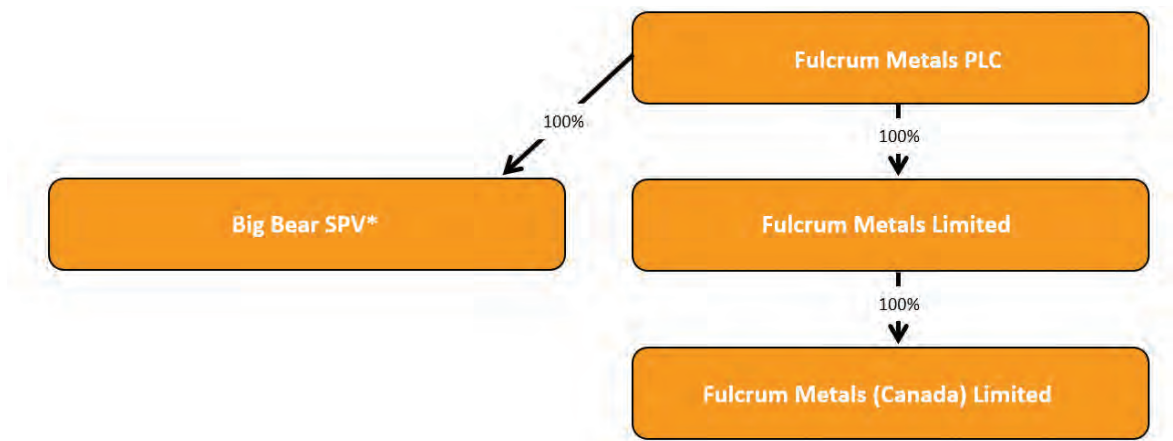 Fulcrum Metals PLC
100%
100%
Big Bear SPV*
Fulcrum Metals Limited
100%
Fulcrum Metals (Canada) Limited